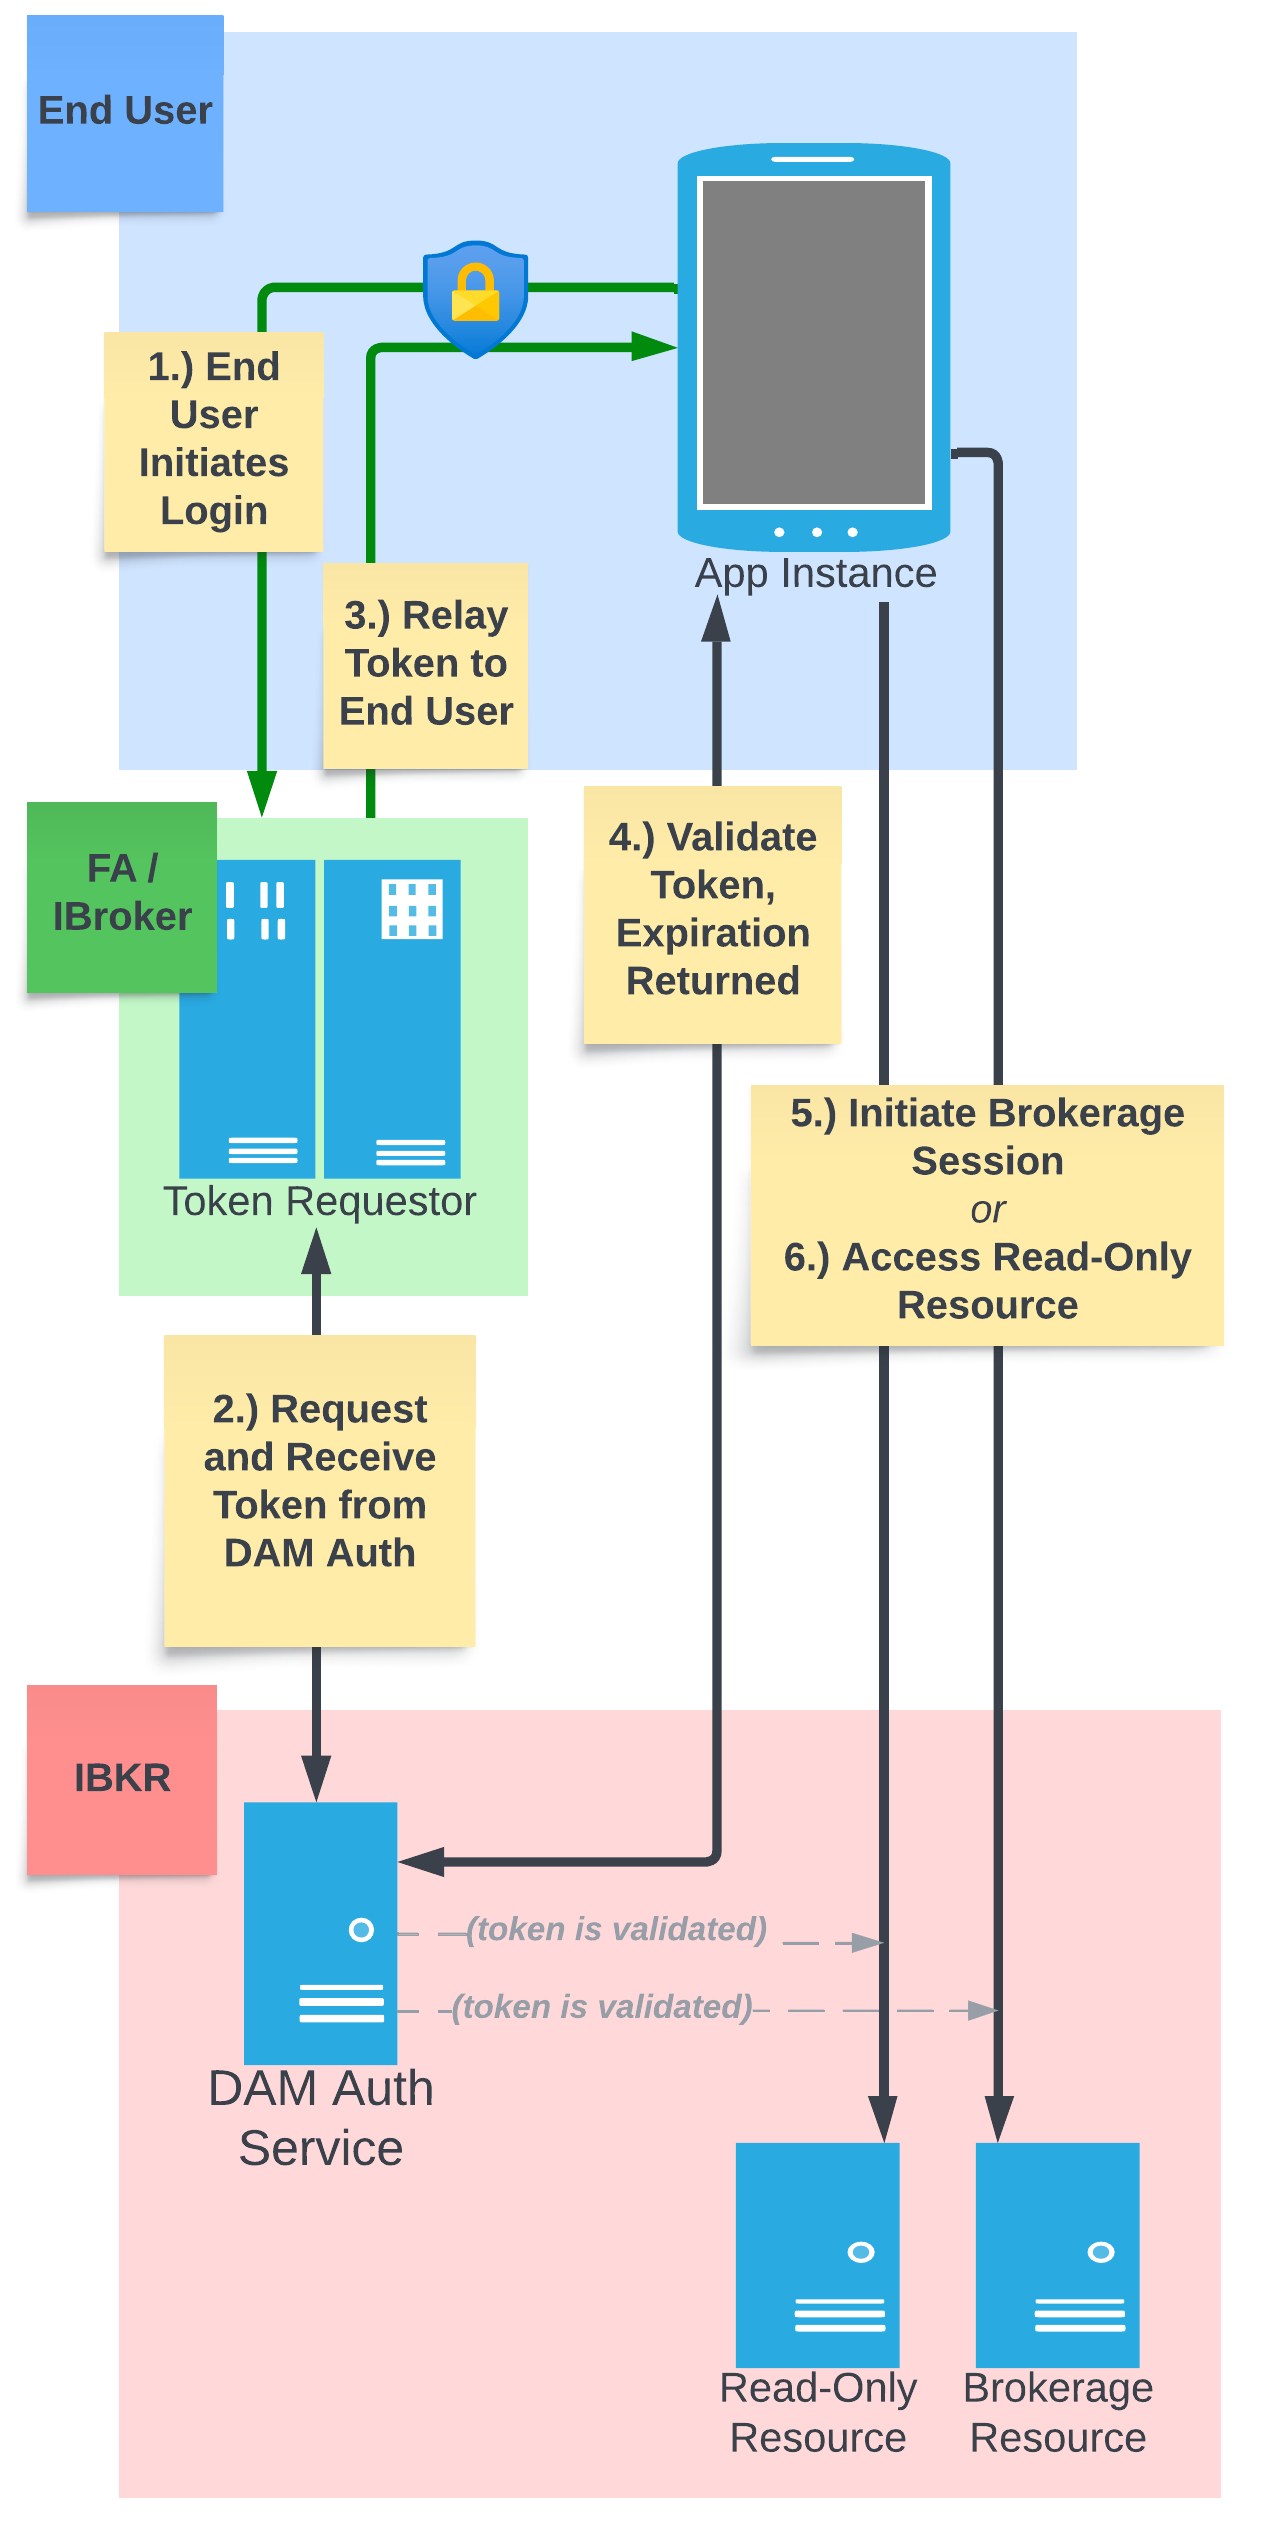 End User
1.) End
User
Initiates
Login
App Instance
3.) Relay
Token to
End User
FA /
IBroker
4.) Validate
Token,
Expiration
Returned
Token Requestor
5.) Initiate Brokerage
Session
or
6.) Access Read-Only
Resource
2.) Request
and Receive
Token from
DAM Auth
IBKR
(token is validated)
(token is validated)
DAM Auth
Service
Read-Only
Resource
Brokerage
Resource